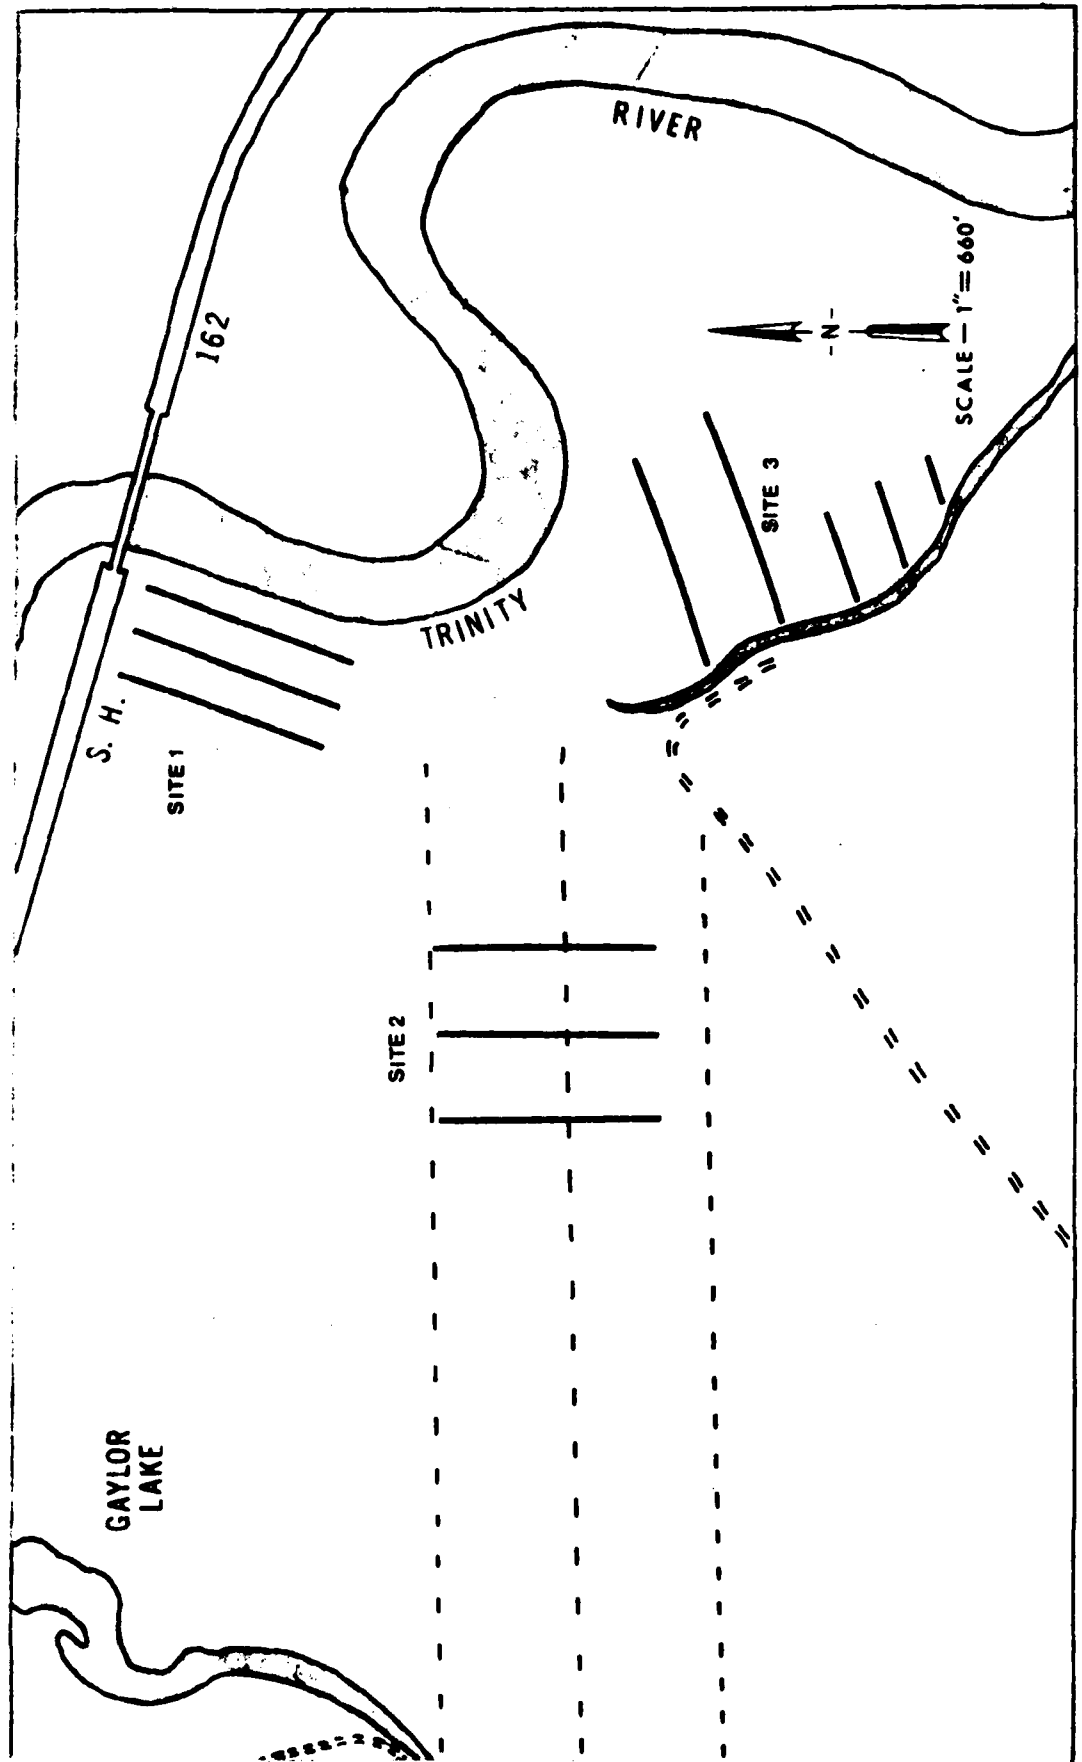 GAYLOR
LAKE
S. H.
162
SITE 1
SITE 2
SITE 3
TRINITY
RIVER
-N-
SCALE — 1" = 660'